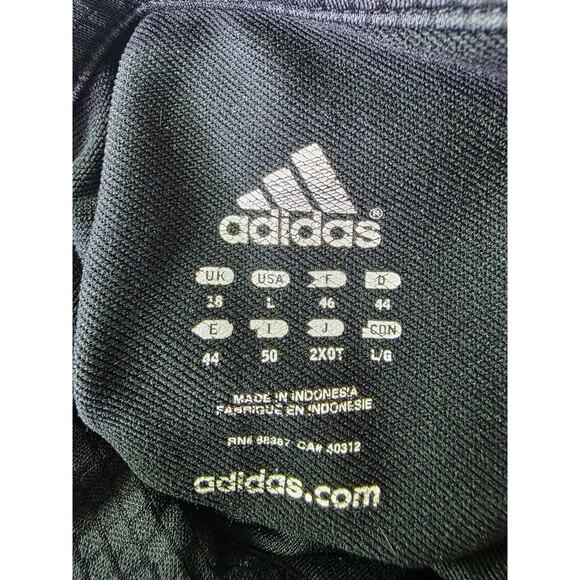 adidas®
UK USA F D
18 L 46 44
E I J CDN
44 50 2XOT L/G
MADE IN INDONESIA
FABRIQUE EN INDONESIE
RN# 88387 CA# 40312
adidas.com